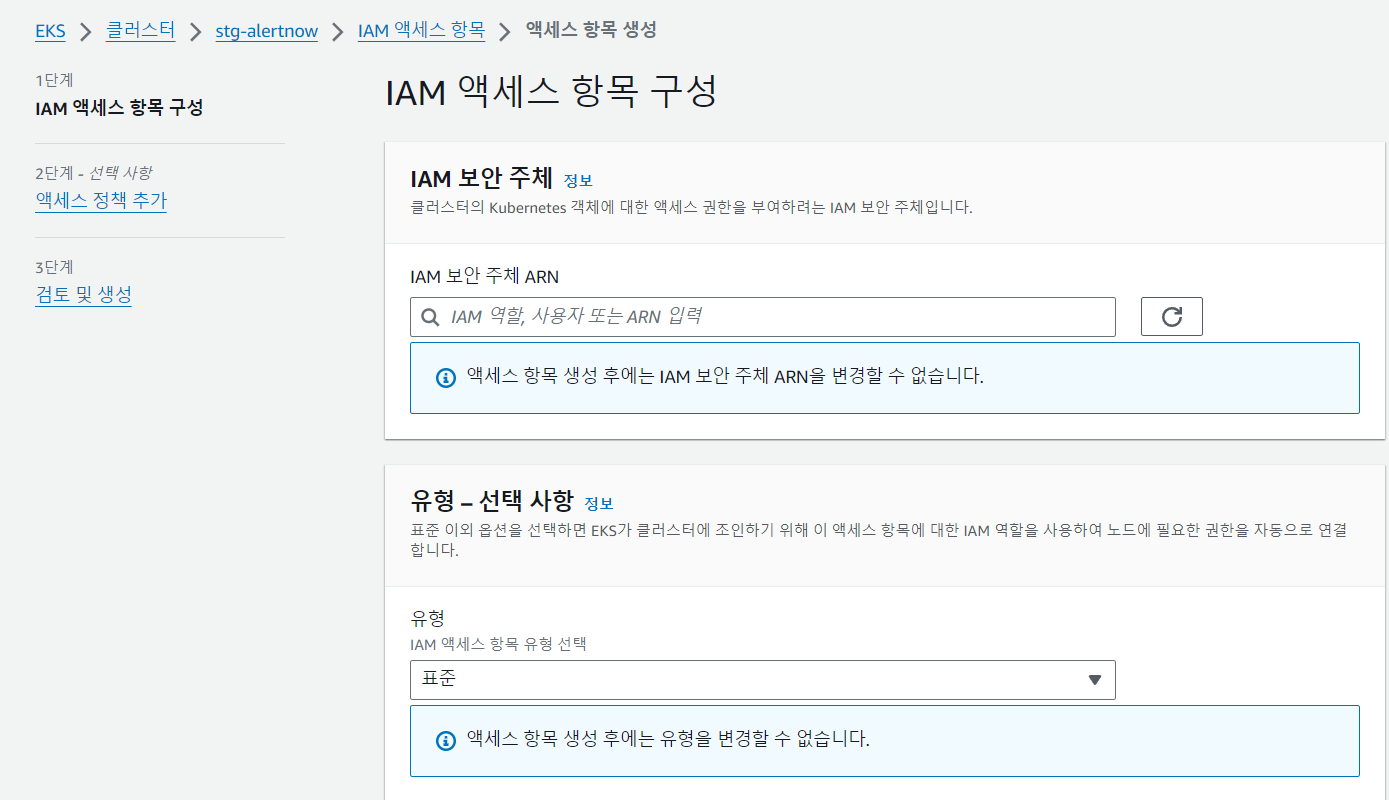 EKS > 클러스터 > stg-alertnow > IAM 액세스 항목 > 액세스 항목 생성
1단계
IAM 액세스 항목 구성
2단계 - 선택 사항
액세스 정책 추가
3단계
검토 및 생성
IAM 액세스 항목 구성
IAM 보안 주체 정보
클러스터의 Kubernetes 객체에 대한 액세스 권한을 부여하려는 IAM 보안 주체입니다.
IAM 보안 주체 ARN
IAM 역할, 사용자 또는 ARN 입력
액세스 항목 생성 후에는 IAM 보안 주체 ARN을 변경할 수 없습니다.
유형 – 선택 사항 정보
표준 이외 옵션을 선택하면 EKS가 클러스터에 조인하기 위해 이 액세스 항목에 대한 IAM 역할을 사용하여 노드에 필요한 권한을 자동으로 연결
합니다.
유형
IAM 액세스 항목 유형 선택
표준
액세스 항목 생성 후에는 유형을 변경할 수 없습니다.